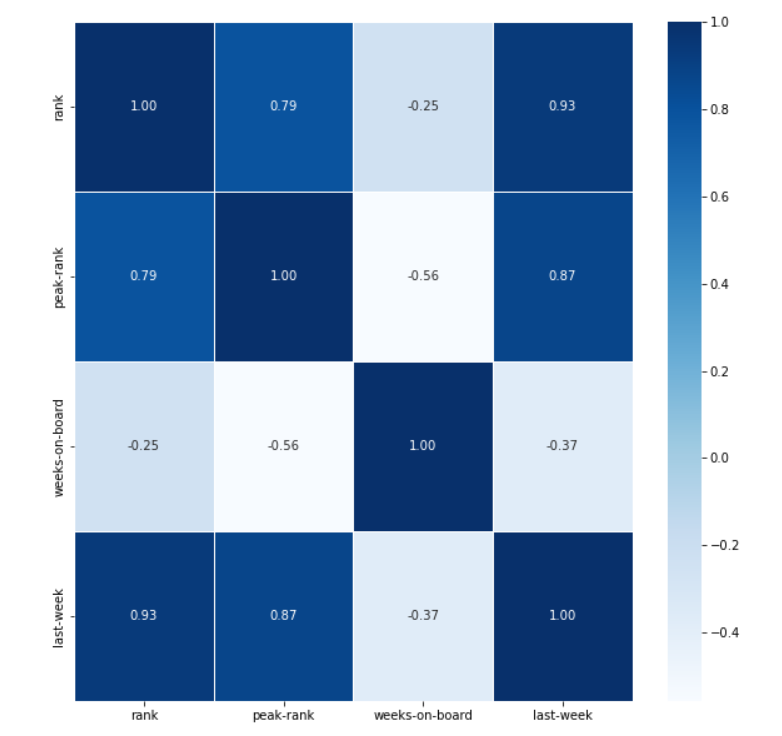 rank 1.00 0.79 -0.25 0.93
peak-rank 0.79 1.00 -0.56 0.87
weeks-on-board -0.25 -0.56 1.00 -0.37
last-week 0.93 0.87 -0.37 1.00
rank peak-rank weeks-on-board last-week
1.0
0.8
0.6
0.4
0.2
0.0
−0.2
−0.4